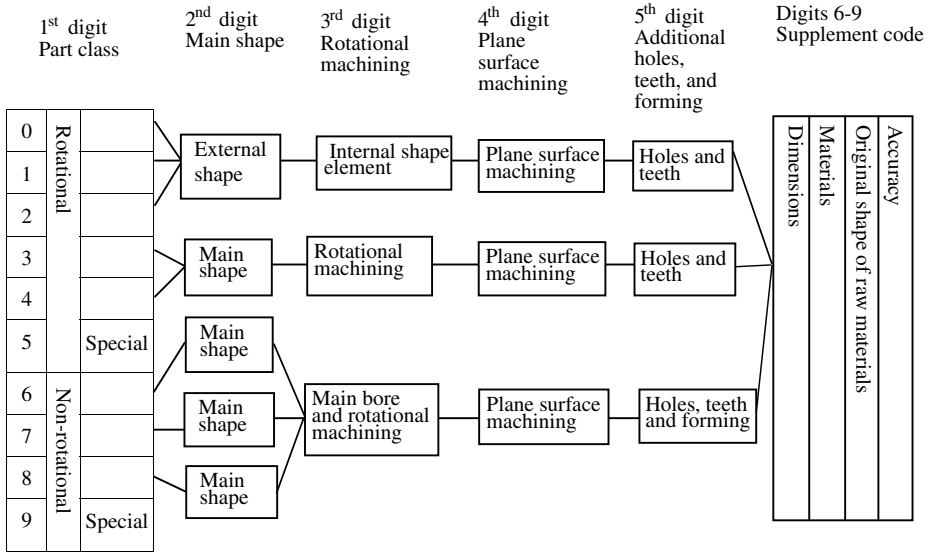 1st digit
Part class
2nd digit
Main shape
3rd digit
Rotational
machining
4th digit
Plane
surface
machining
5th digit
Additional
holes,
teeth, and
forming
Digits 6-9
Supplement code
0
1
2
3
4
5
6
7
8
9
Rotational
Non-rotational
Special
Special
External
shape
Internal shape
element
Plane surface
machining
Holes and
teeth
Main
shape
Rotational
machining
Plane surface
machining
Holes and
teeth
Main
shape
Main
shape
Main
shape
Main bore
and rotational
machining
Plane surface
machining
Holes, teeth
and forming
Dimensions
Materials
Original shape of raw materials
Accuracy